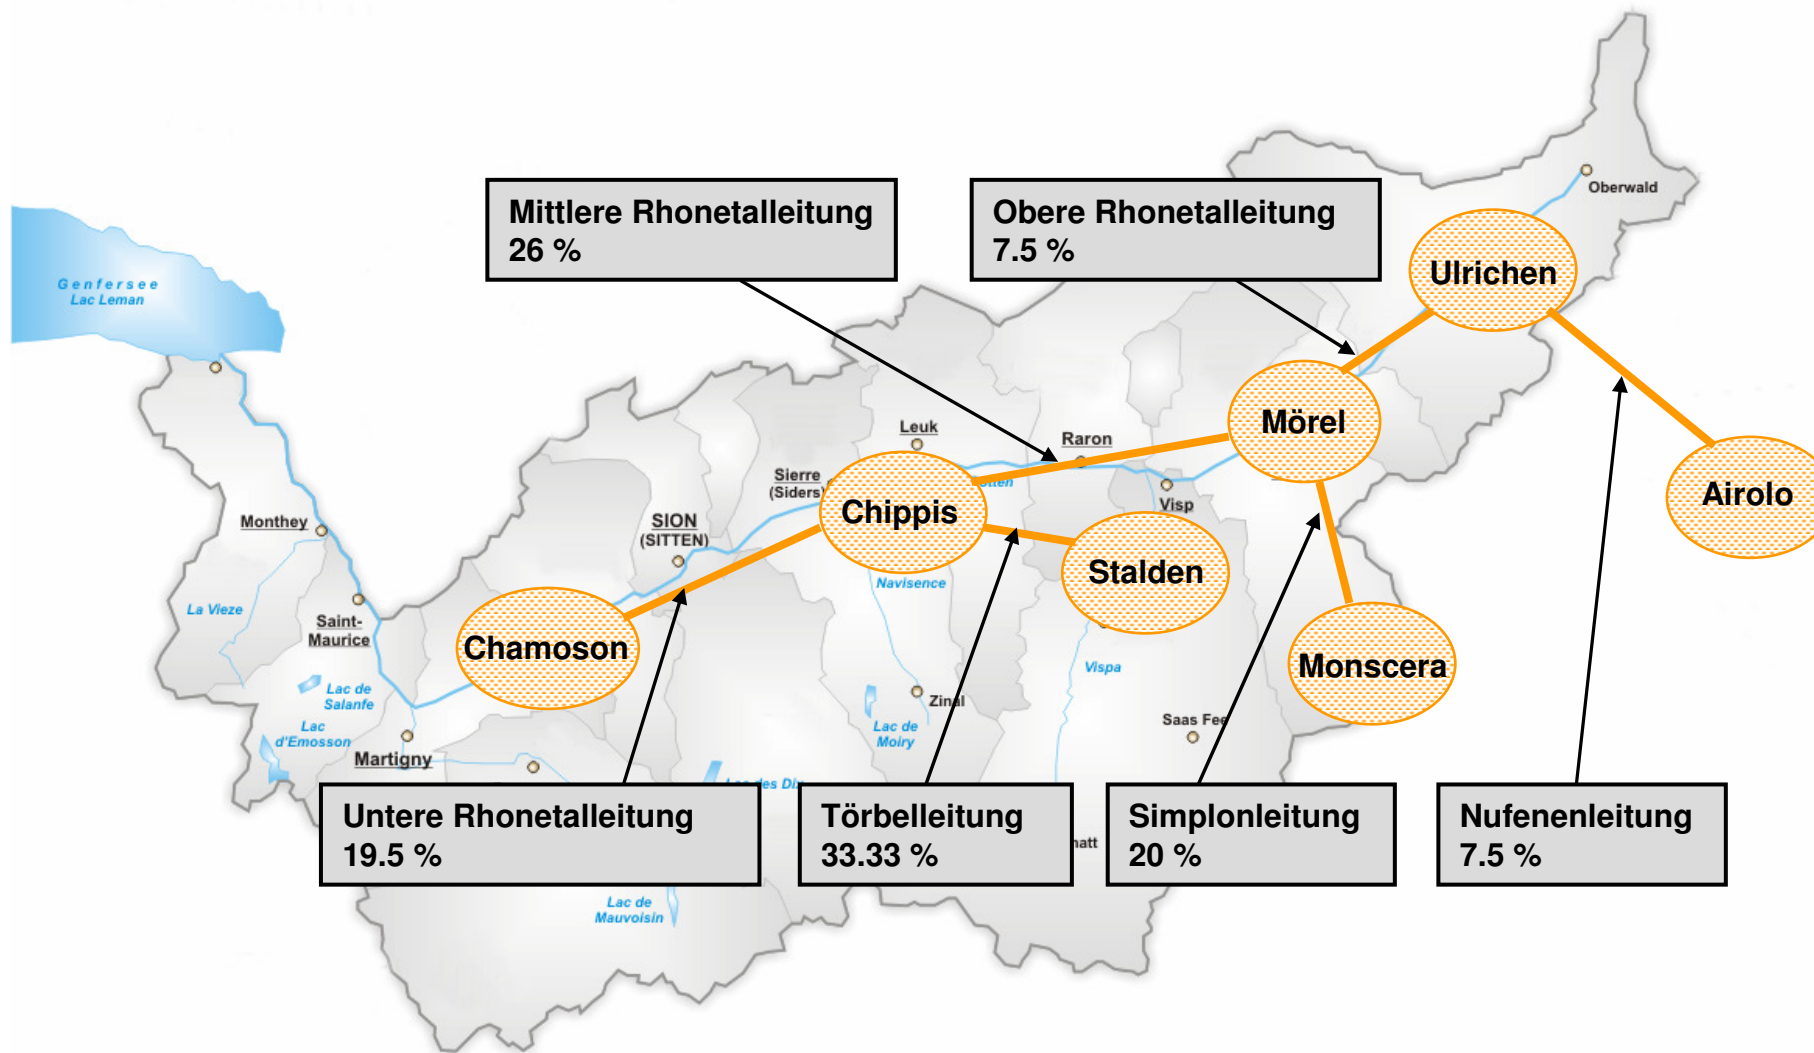 Oberwald
Mittlere Rhonetalleitung
26 %
Obere Rhonetalleitung
7.5 %
Ulrichen
Genfersee
Lac Leman
Mörel
Leuk
Raron
Airolo
Sierre
(Siders)
Visp
Chippis
Monthey
SION
(SITTEN)
Stalden
Navisence
La Vieze
Saint-
Maurice
Chamoson
Monscera
Vispa
Lac de
Salanfe
Zinal
Lac
d'Emosson
Lac de
Moiry
Saas Fee
Martigny
Untere Rhonetalleitung
19.5 %
Törbelleitung
33.33 %
Simplonleitung
20 %
Nufenenleitung
7.5 %
Lac de
Mauvoisin